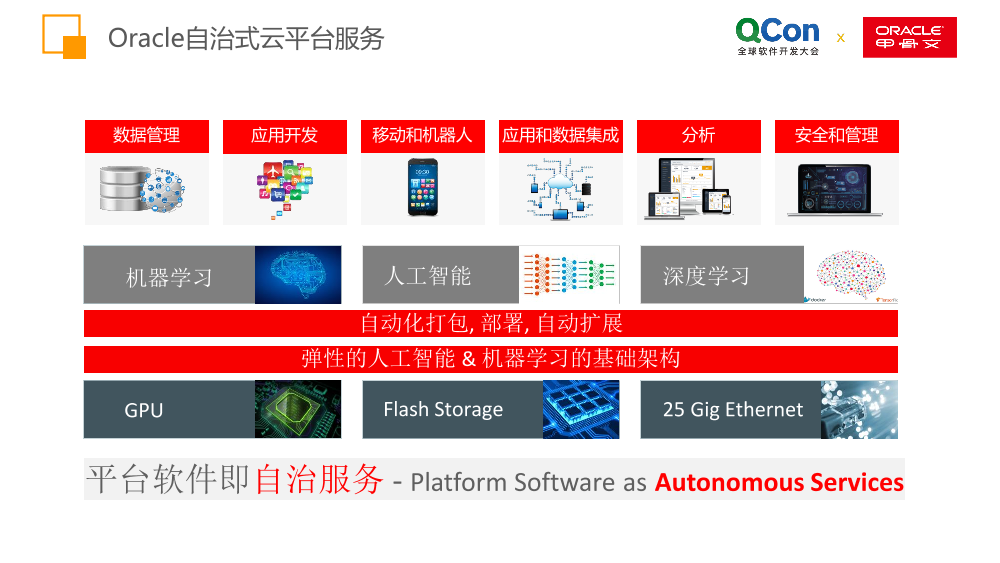 Oracle自治式云平台服务
QCon
全球软件开发大会
x
ORACLE
甲骨文
数据管理
应用开发
移动和机器人
应用和数据集成
分析
安全和管理
机器学习
人工智能
深度学习
docker
自动化打包, 部署, 自动扩展
弹性的人工智能 & 机器学习的基础架构
GPU
Flash Storage
25 Gig Ethernet
平台软件即自治服务 - Platform Software as Autonomous Services